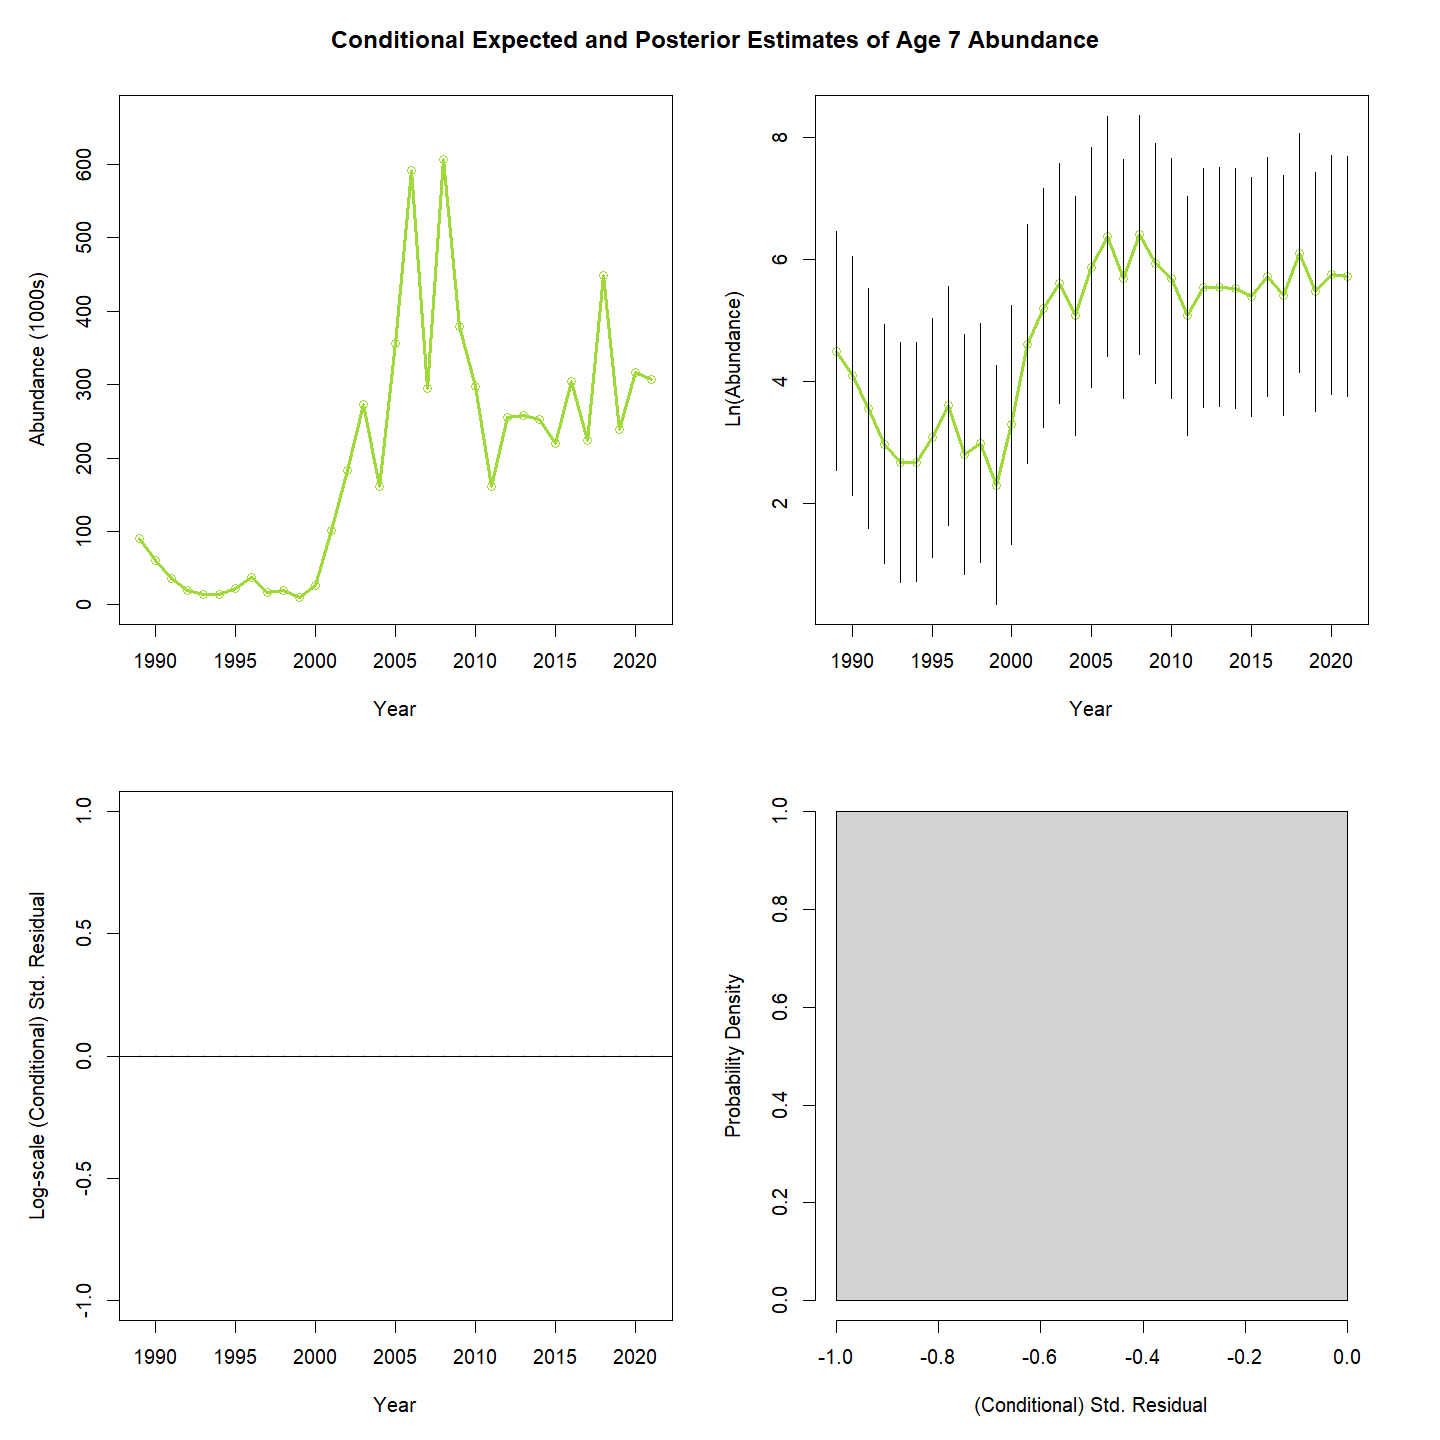 Conditional Expected and Posterior Estimates of Age 7 Abundance
Abundance (1000s)
600
500
400
300
200
100
0
1990 1995 2000 2005 2010 2015 2020
Year
Ln(Abundance)
8
6
4
2
1990 1995 2000 2005 2010 2015 2020
Year
Log-scale (Conditional) Std. Residual
1.0
0.5
0.0
-0.5
-1.0
1990 1995 2000 2005 2010 2015 2020
Year
Probability Density
1.0
0.8
0.6
0.4
0.2
0.0
-1.0 -0.8 -0.6 -0.4 -0.2 0.0
(Conditional) Std. Residual